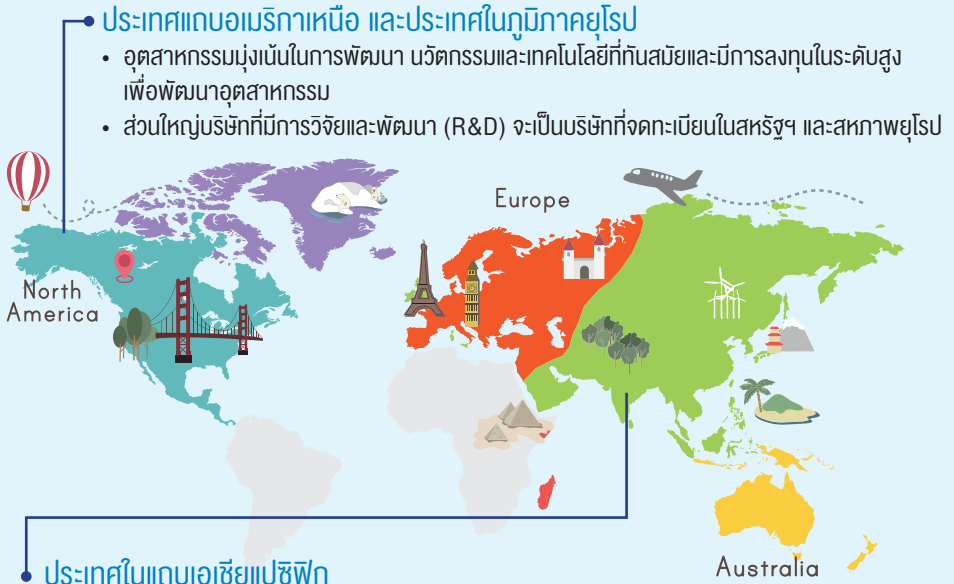 ประเทศแถบอเมริกาเหนือ และประเทศในภูมิภาคยุโรป
• อุตสาหกรรมมุ่งเน้นในการพัฒนา นวัตกรรมและเทคโนโลยีที่ทันสมัยและมีการลงทุนในระดับสูง
เพื่อพัฒนาอุตสาหกรรม
• ส่วนใหญ่บริษัทที่มีการวิจัยและพัฒนา (R&D) จะเป็นบริษัทที่จดทะเบียนในสหรัฐฯ และสหภาพยุโรป
Europe
North
America
Australia
ประเทศในแถบเอเชียแปซิฟิก